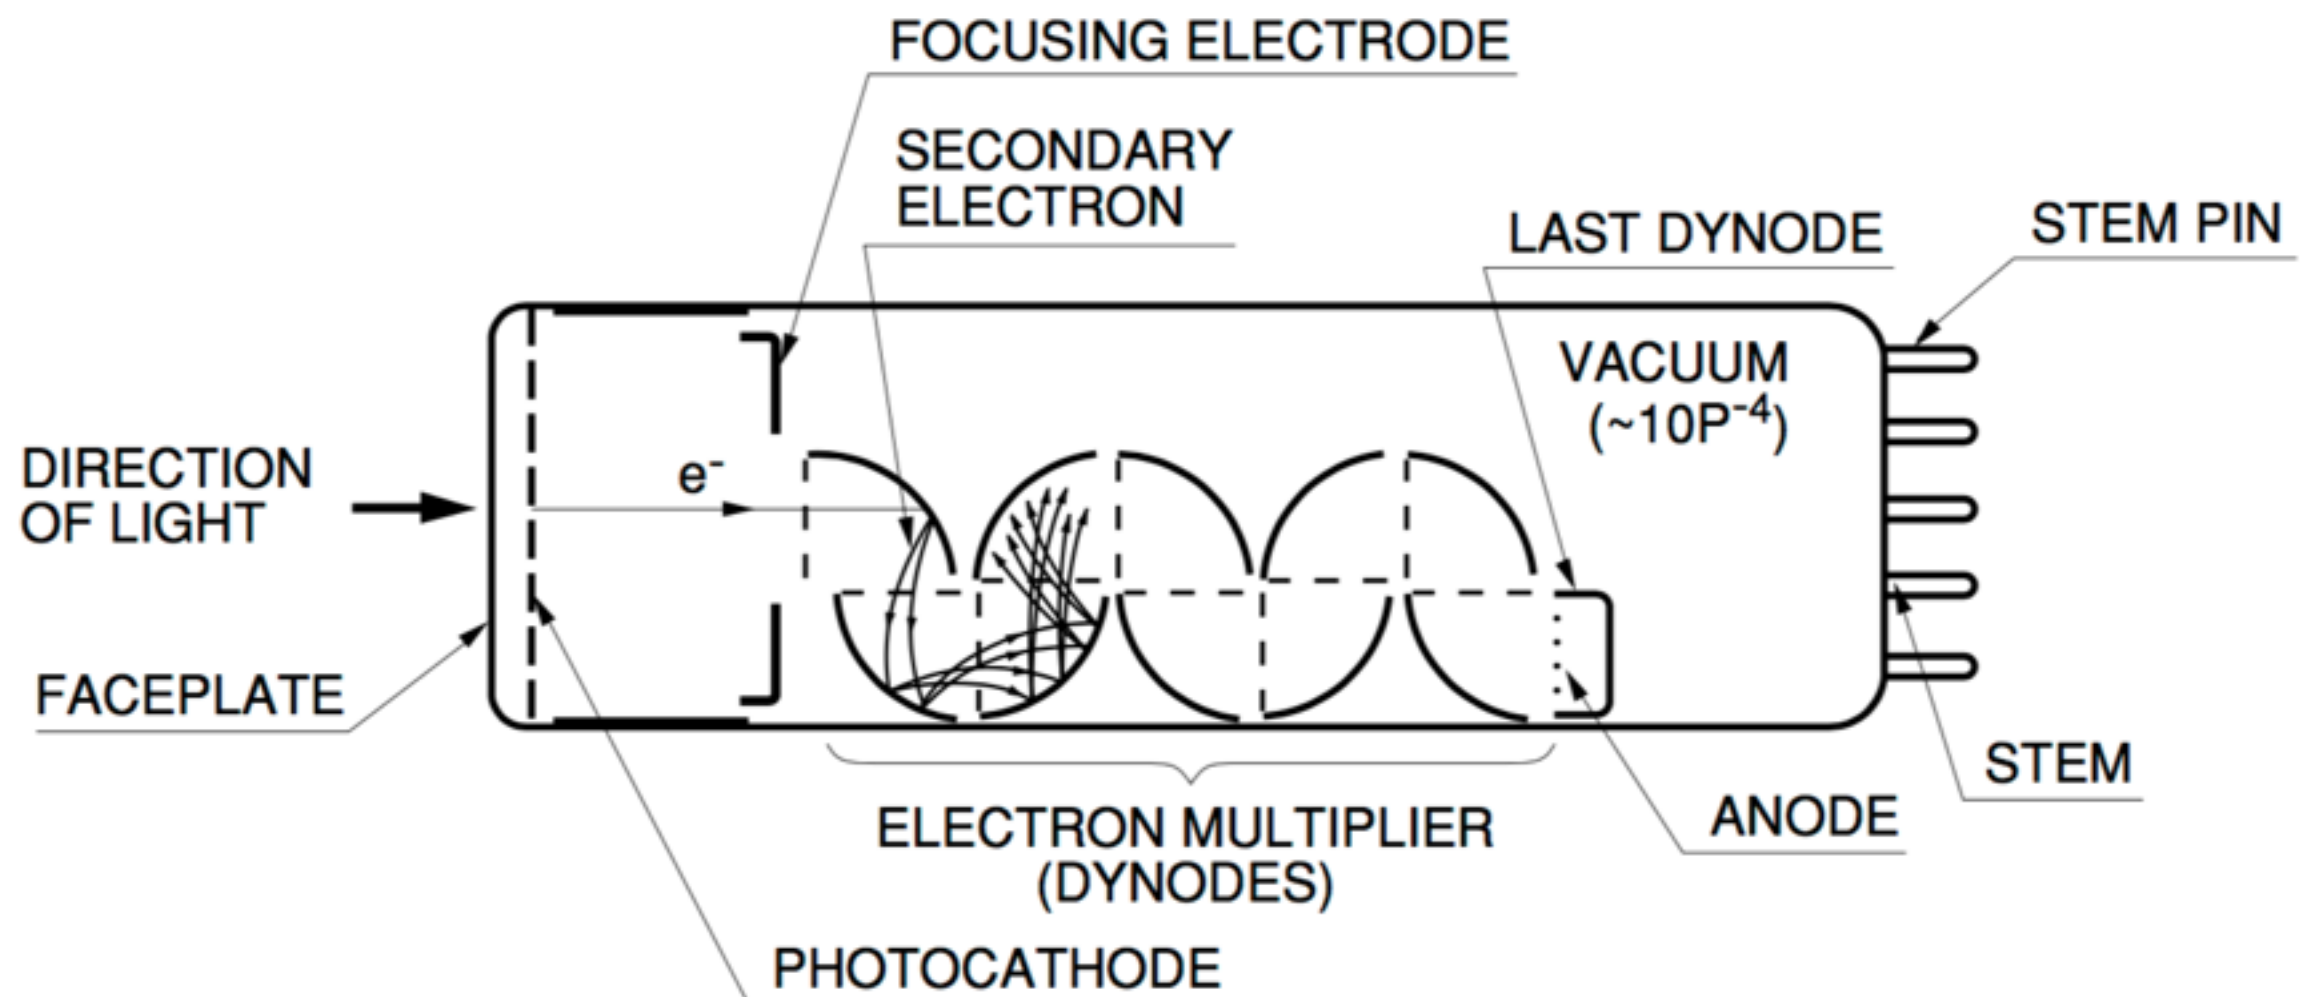 FOCUSING ELECTRODE
SECONDARY
ELECTRON
LAST DYNODE
STEM PIN
VACUUM
(~10P⁻⁴)
DIRECTION
OF LIGHT
e⁻
FACEPLATE
STEM
ANODE
ELECTRON MULTIPLIER
(DYNODES)
PHOTOCATHODE